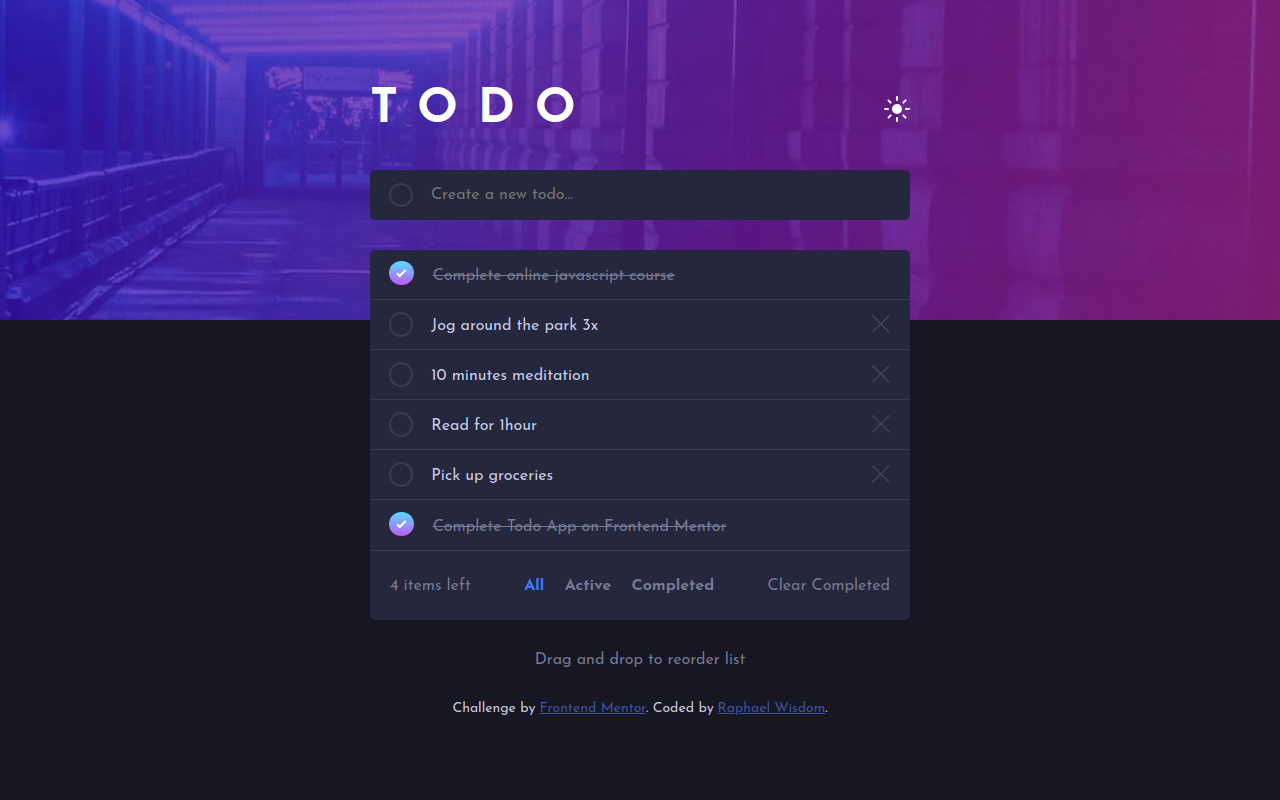 TODO
Create a new todo...
Complete online javascript course
Jog around the park 3x
10 minutes meditation
Read for 1hour
Pick up groceries
Complete Todo App on Frontend Mentor
4 items left All Active Completed Clear Completed
Drag and drop to reorder list
Challenge by Frontend Mentor. Coded by Raphael Wisdom.